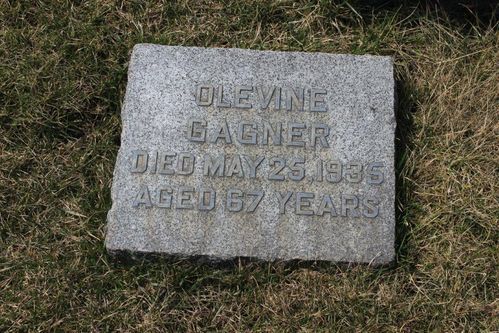 OLEVINE
GAGNER
DIED MAY 25, 1935
AGED 67 YEARS